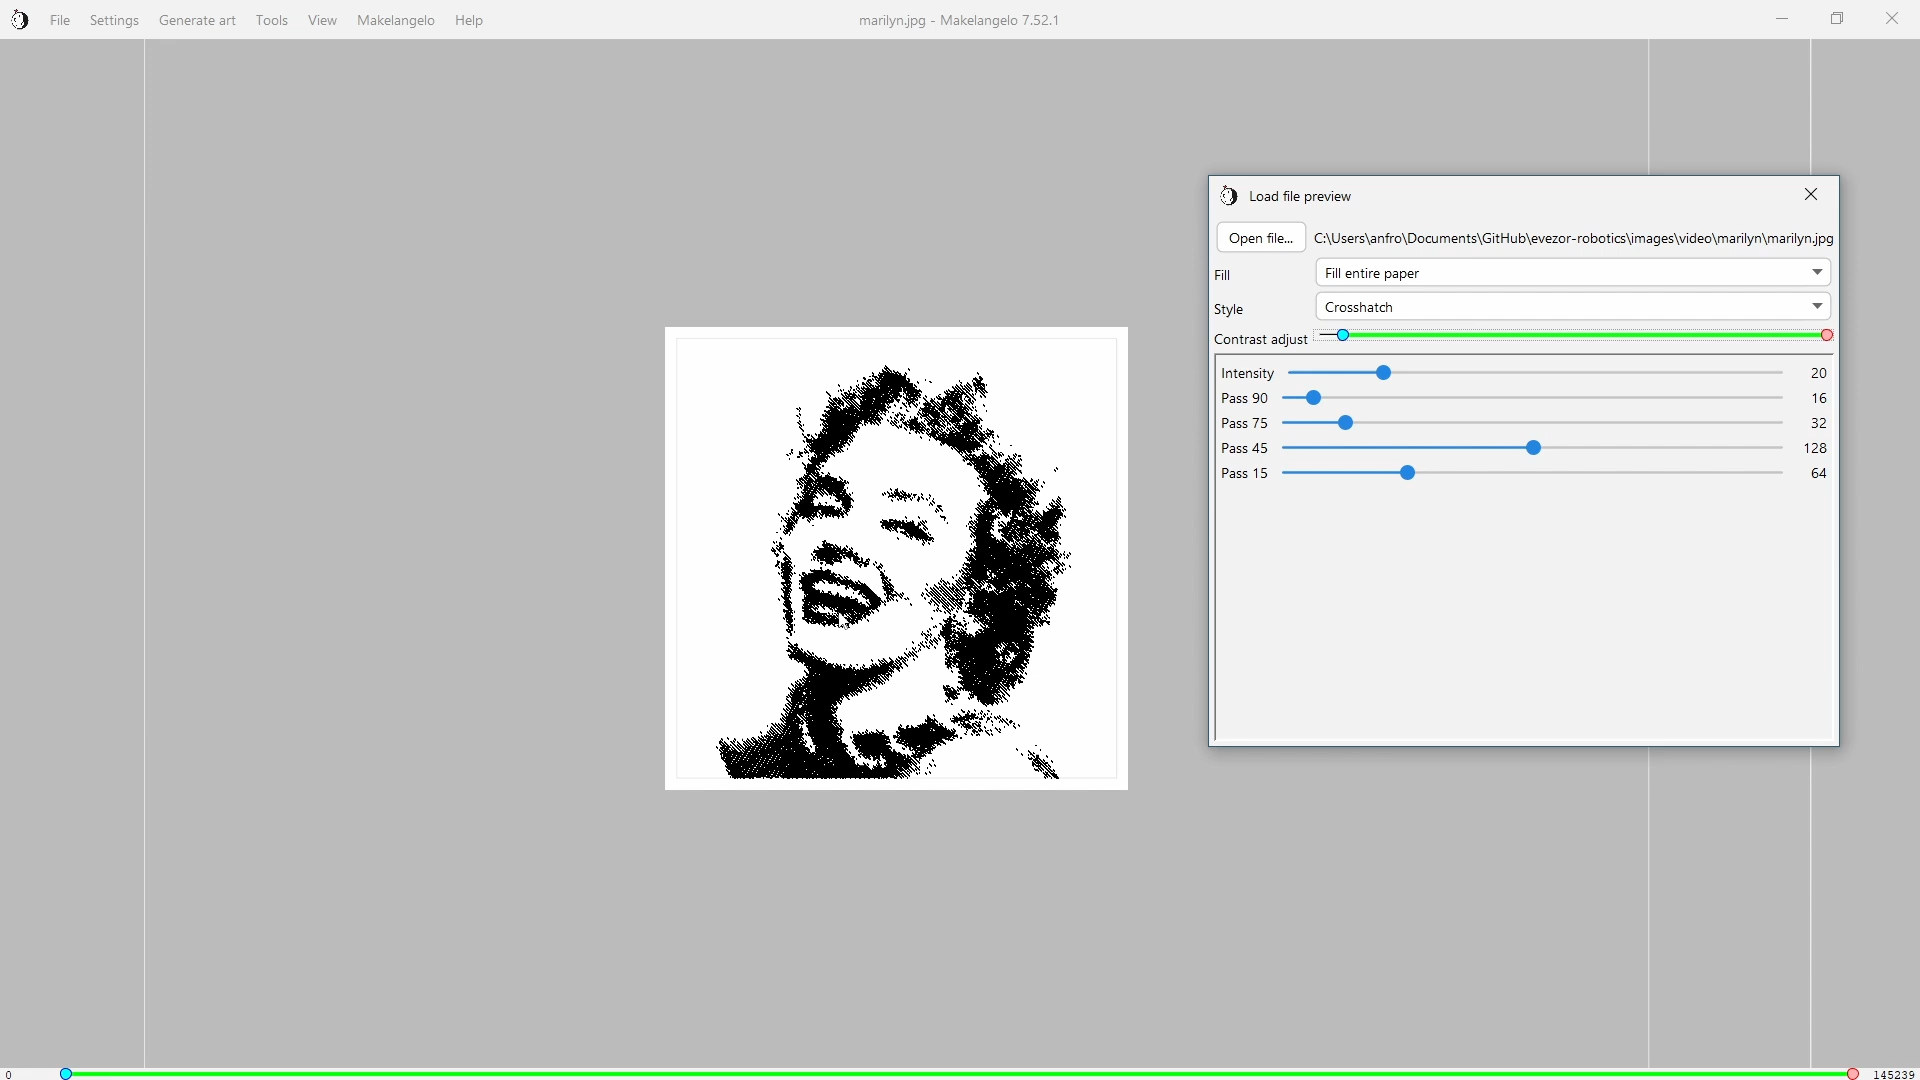 File Settings Generate art Tools View Makelangelo Help
marilyn.jpg - Makelangelo 7.52.1
Load file preview
Open file... C:\Users\anfro\Documents\GitHub\evezor-robotics\images\video\marilyn\marilyn.jpg
Fill Fill entire paper
Style Crosshatch
Contrast adjust
Intensity 20
Pass 90 16
Pass 75 32
Pass 45 128
Pass 15 64
0 145239